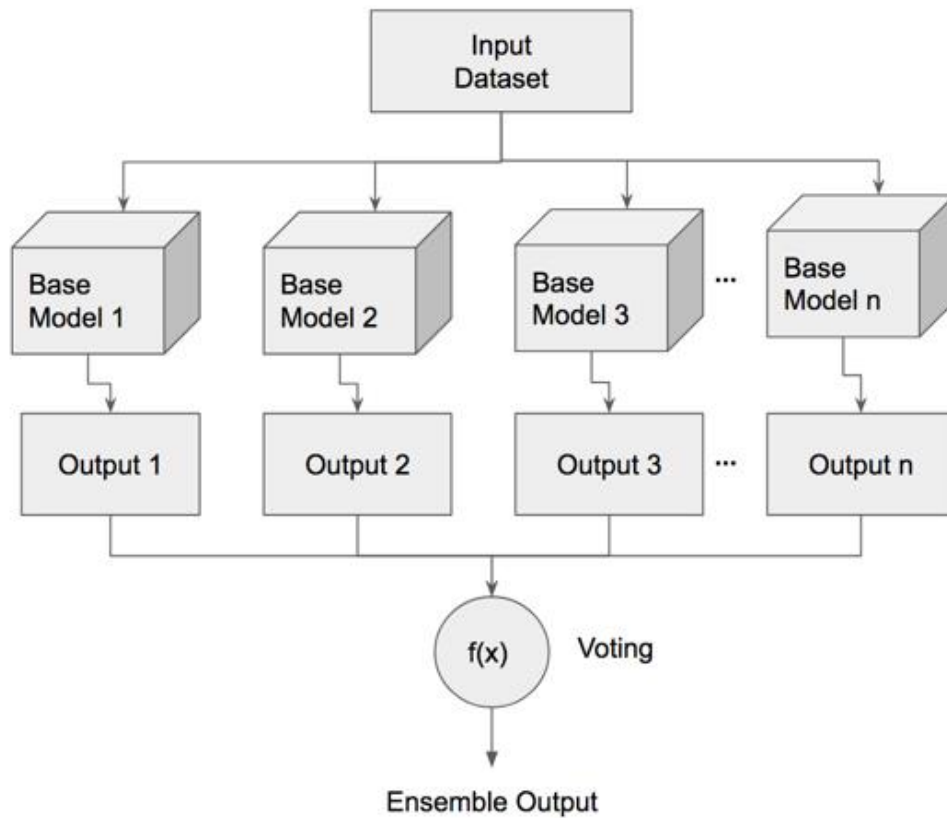 Input
Dataset
Base
Model 1
Base
Model 2
Base
Model 3
...
Base
Model n
Output 1
Output 2
Output 3
...
Output n
f(x)
Voting
Ensemble Output